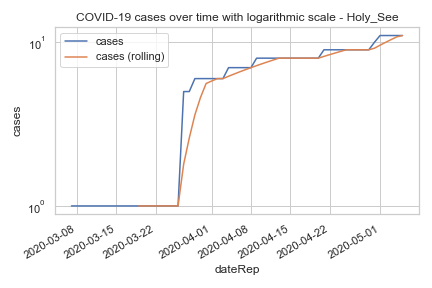 COVID-19 cases over time with logarithmic scale - Holy_See
cases
cases (rolling)
10¹
10⁰
cases
2020-03-08
2020-03-15
2020-03-22
2020-04-01
2020-04-08
2020-04-15
2020-04-22
2020-05-01
dateRep